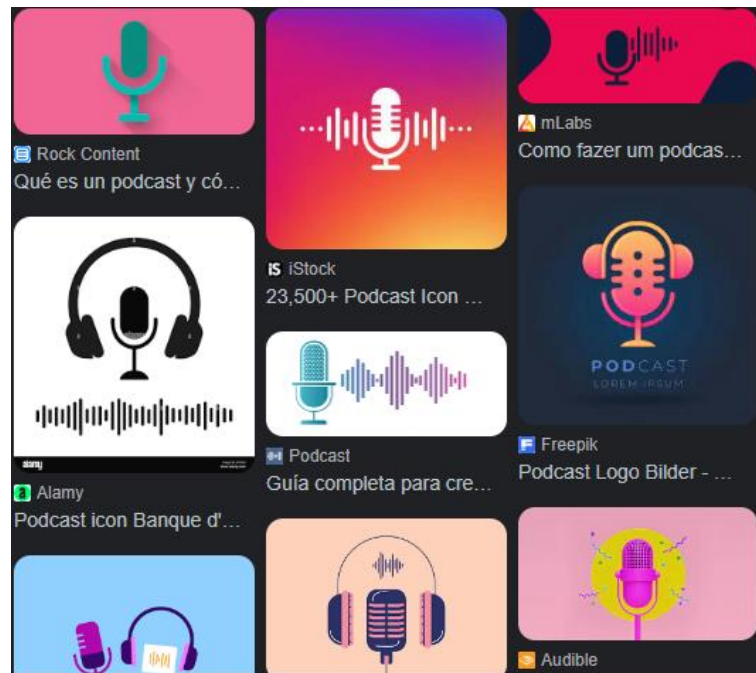 Rock Content
Qué es un podcast y có...
alamy
Alamy
Podcast icon Banque d'...
iS iStock
23,500+ Podcast Icon ...
Podcast
Guía completa para cre...
mLabs
Como fazer um podcas...
PODCAST
LOREM IPSUM
Freepik
Podcast Logo Bilder - ...
Audible